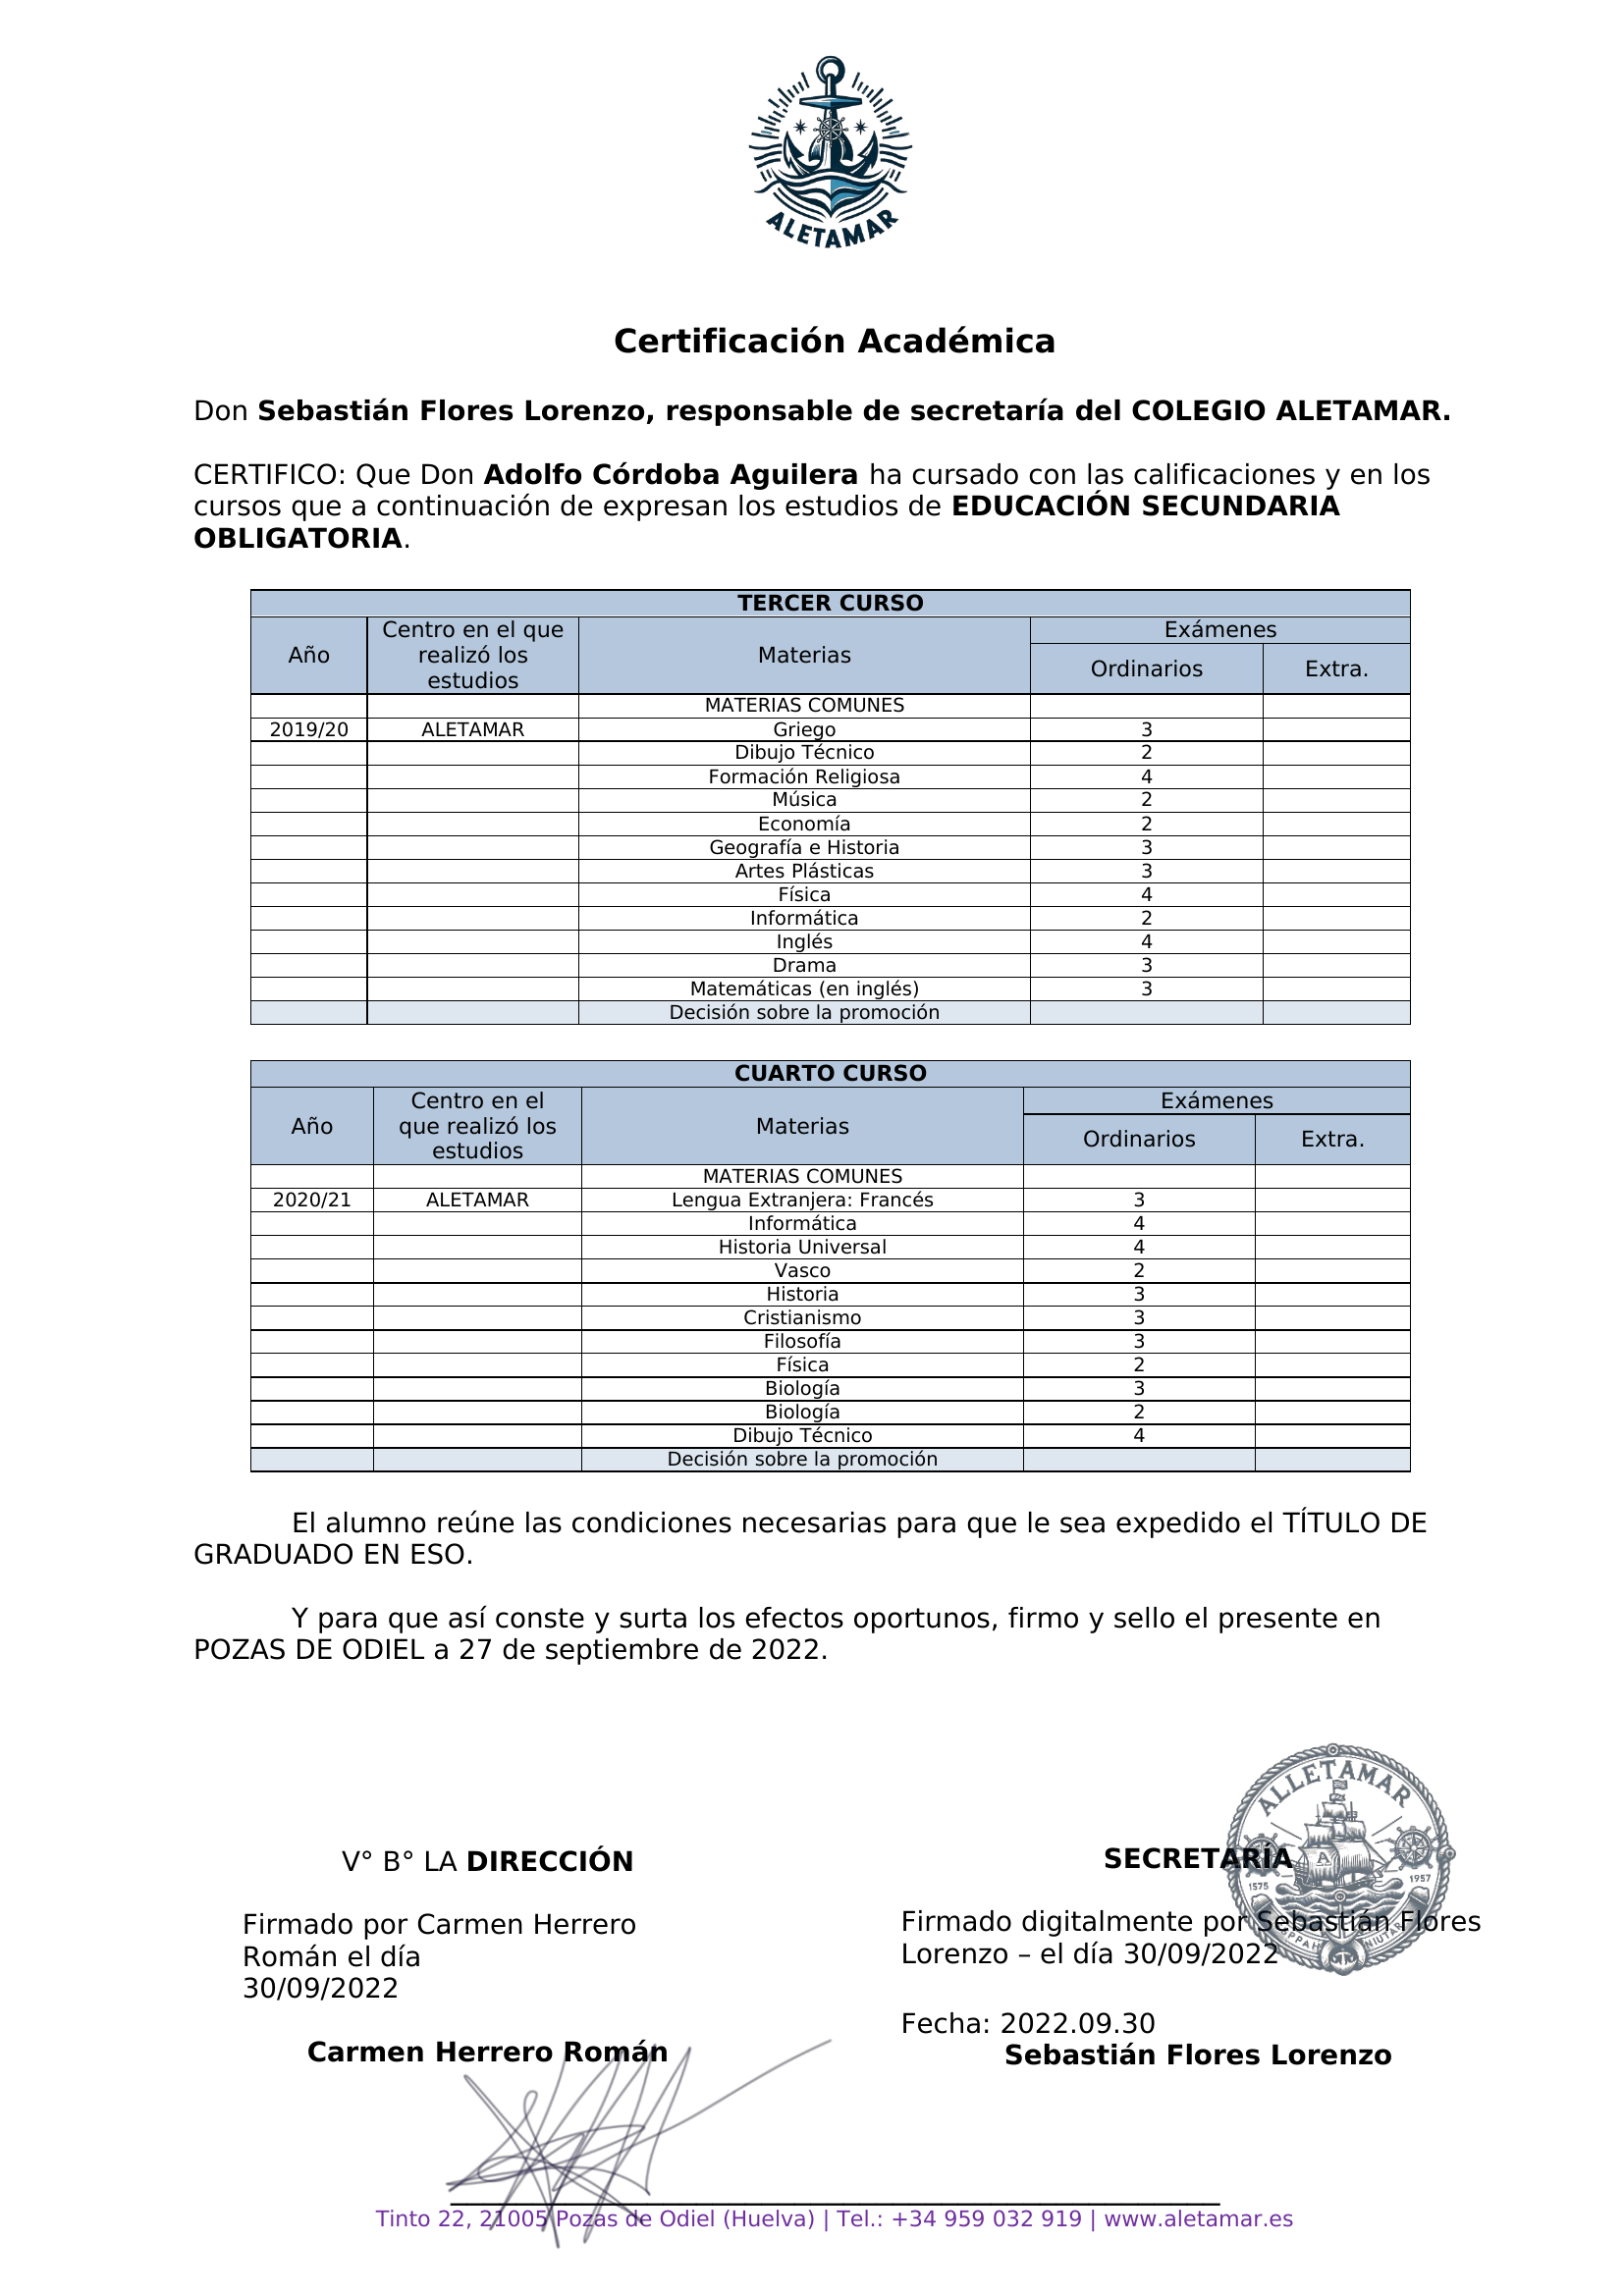 ALETAMAR
Certificación Académica
Don Sebastián Flores Lorenzo, responsable de secretaría del COLEGIO ALETAMAR.
CERTIFICO: Que Don Adolfo Córdoba Aguilera ha cursado con las calificaciones y en los
cursos que a continuación de expresan los estudios de EDUCACIÓN SECUNDARIA
OBLIGATORIA.
TERCER CURSO
Año Centro en el que realizó los estudios Materias Exámenes
Ordinarios Extra.
MATERIAS COMUNES
2019/20 ALETAMAR Griego 3
Dibujo Técnico 2
Formación Religiosa 4
Música 2
Economía 2
Geografía e Historia 3
Artes Plásticas 3
Física 4
Informática 2
Inglés 4
Drama 3
Matemáticas (en inglés) 3
Decisión sobre la promoción
CUARTO CURSO
Año Centro en el que realizó los estudios Materias Exámenes
Ordinarios Extra.
MATERIAS COMUNES
2020/21 ALETAMAR Lengua Extranjera: Francés 3
Informática 4
Historia Universal 4
Vasco 2
Historia 3
Cristianismo 3
Filosofía 3
Física 2
Biología 3
Biología 2
Dibujo Técnico 4
Decisión sobre la promoción
El alumno reúne las condiciones necesarias para que le sea expedido el TÍTULO DE
GRADUADO EN ESO.
Y para que así conste y surta los efectos oportunos, firmo y sello el presente en
POZAS DE ODIEL a 27 de septiembre de 2022.
V° B° LA DIRECCIÓN
Firmado por Carmen Herrero
Román el día
30/09/2022
Carmen Herrero Román
ALLETAMAR
A
1575 1957
SECRETARÍA
Firmado digitalmente por Sebastián Flores
Lorenzo – el día 30/09/2022
Fecha: 2022.09.30
Sebastián Flores Lorenzo
Tinto 22, 21005 Pozas de Odiel (Huelva) | Tel.: +34 959 032 919 | www.aletamar.es